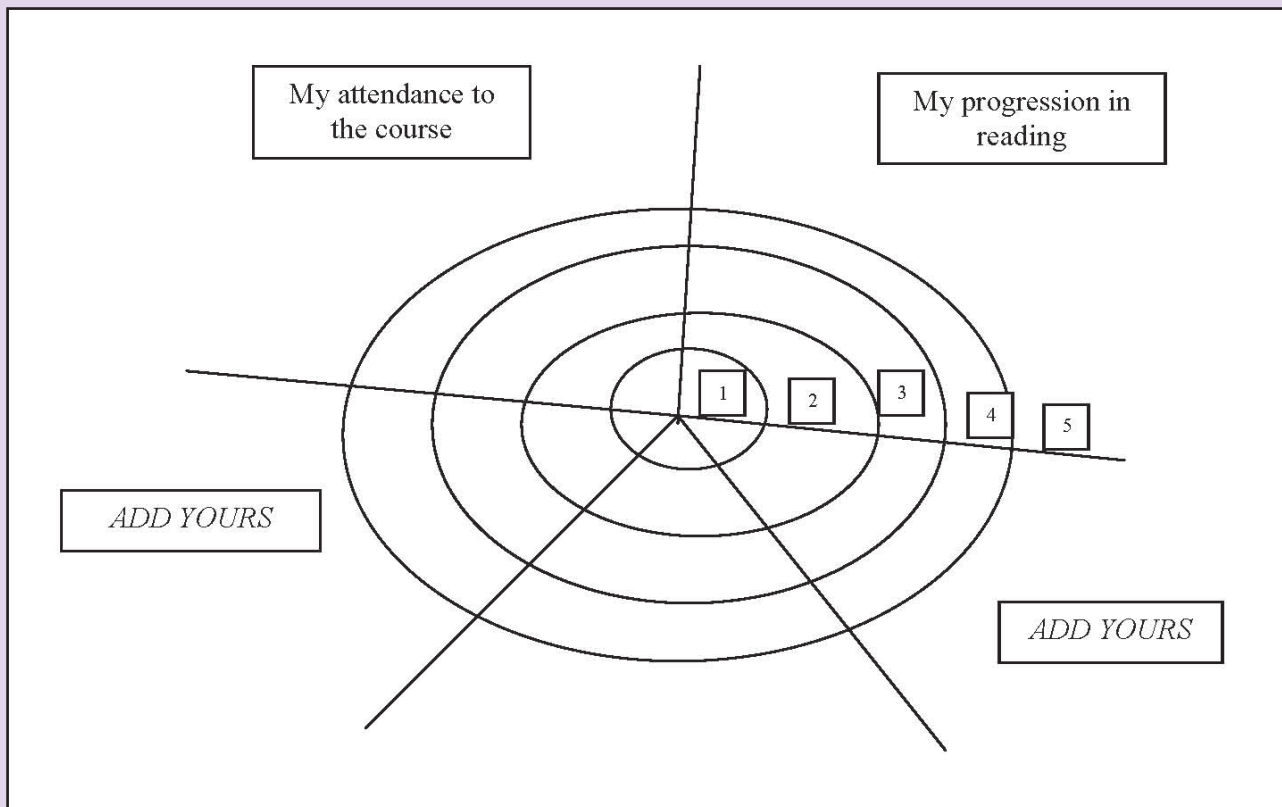 My attendance to
the course
My progression in
reading
1
2
3
4
5
ADD YOURS
ADD YOURS